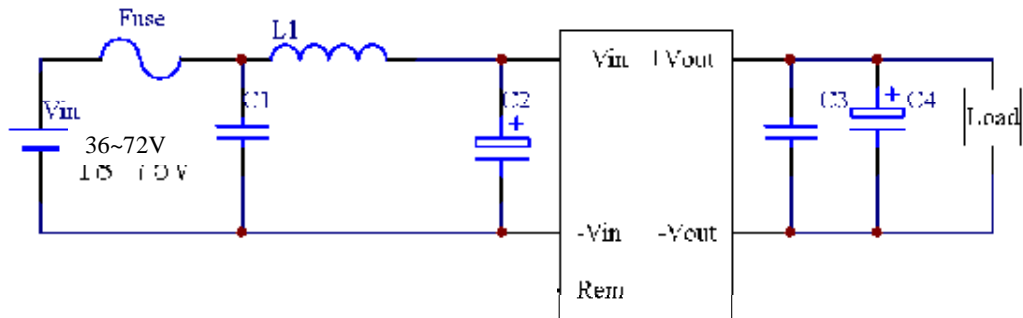 Fuse
L1
Vin +Vout
Vin
C1
C2
+
C3
+
C4
Load
36~72V
-Vin -Vout
Rem